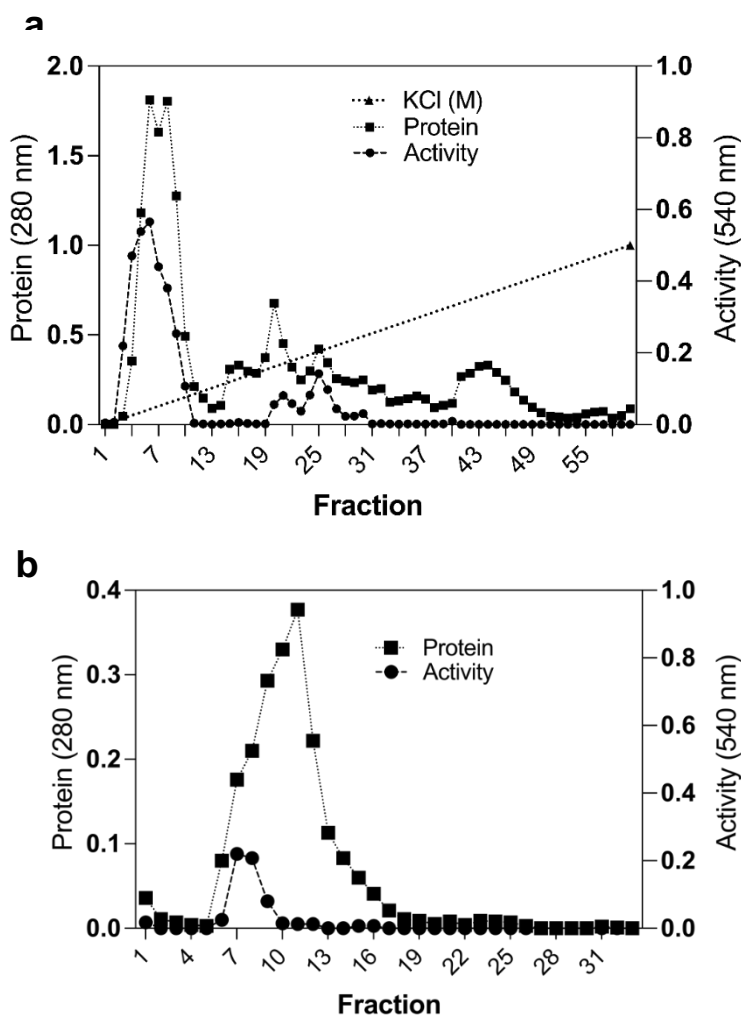 a
2.0
1.5
1.0
0.5
0.0
Protein (280 nm)
KCl (M)
Protein
Activity
1.0
0.8
0.6
0.4
0.2
0.0
Activity (540 nm)
1 7 13 19 25 31 37 43 49 55
Fraction
b
0.4
0.3
0.2
0.1
0.0
Protein (280 nm)
Protein
Activity
1.0
0.8
0.6
0.4
0.2
0.0
Activity (540 nm)
1 4 7 10 13 16 19 22 25 28 31
Fraction